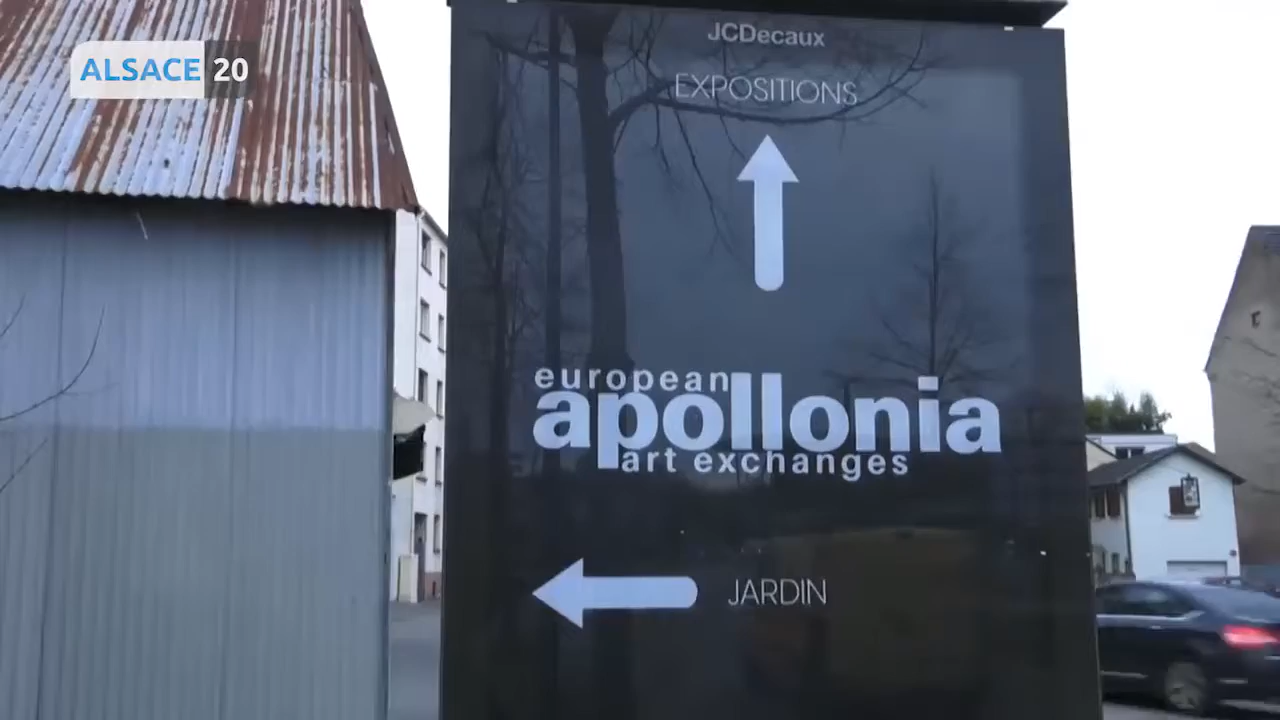 ALSACE 20
JCDecaux
EXPOSITIONS
european
apollonia
art exchanges
JARDIN